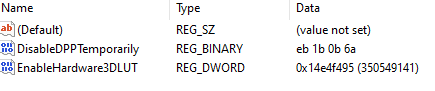 Name Type Data
(Default) REG_SZ (value not set)
DisableDPPTemporarily REG_BINARY eb 1b 0b 6a
EnableHardware3DLUT REG_DWORD 0x14e4f495 (350549141)